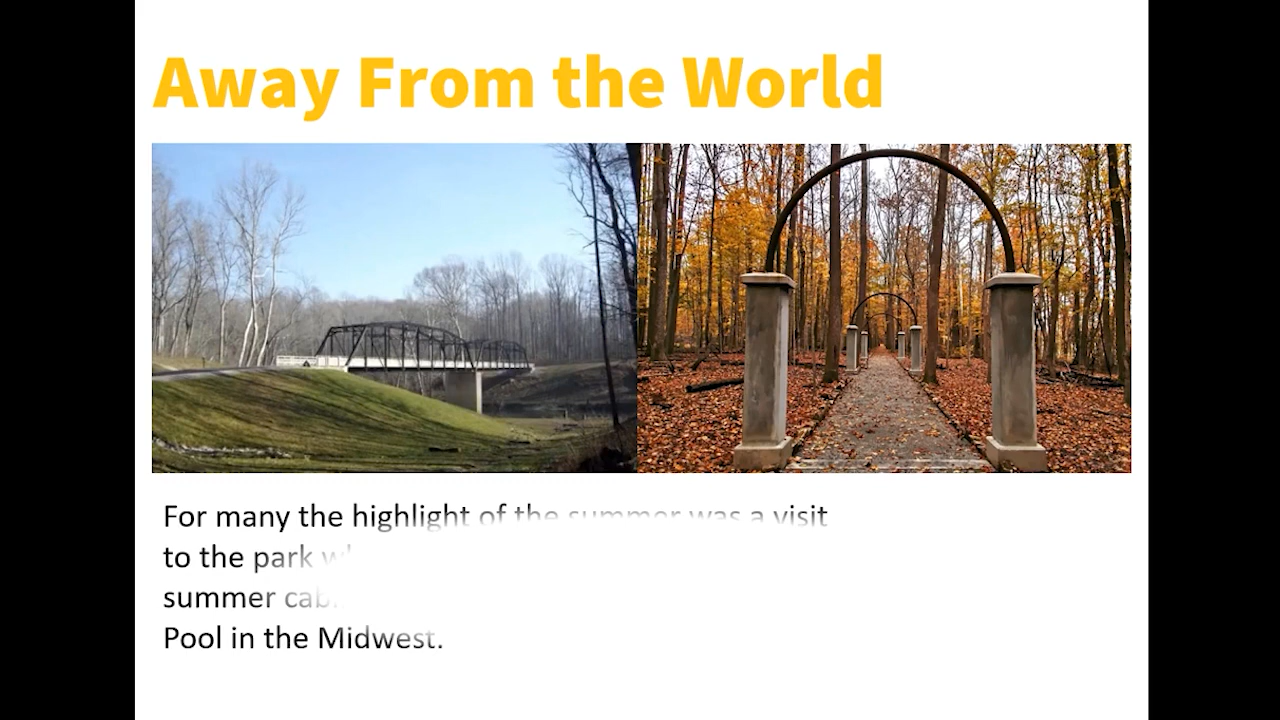 Away From the World
For many the highlight of the summer was a visit
to the park
summer
Pool in the Midwest.